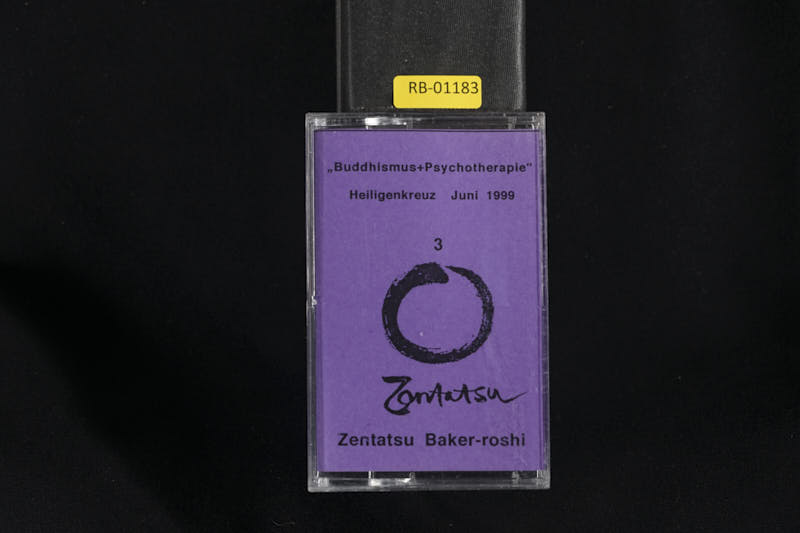 RB-01183
„Buddhismus+Psychotherapie"
Heiligenkreuz Juni 1999
3
Zentatsu
Zentatsu Baker-roshi